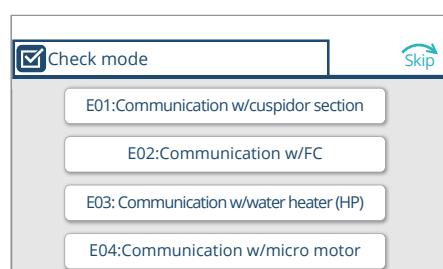 Check mode
Skip
E01:Communication w/cuspidor section
E02:Communication w/FC
E03: Communication w/water heater (HP)
E04:Communication w/micro motor